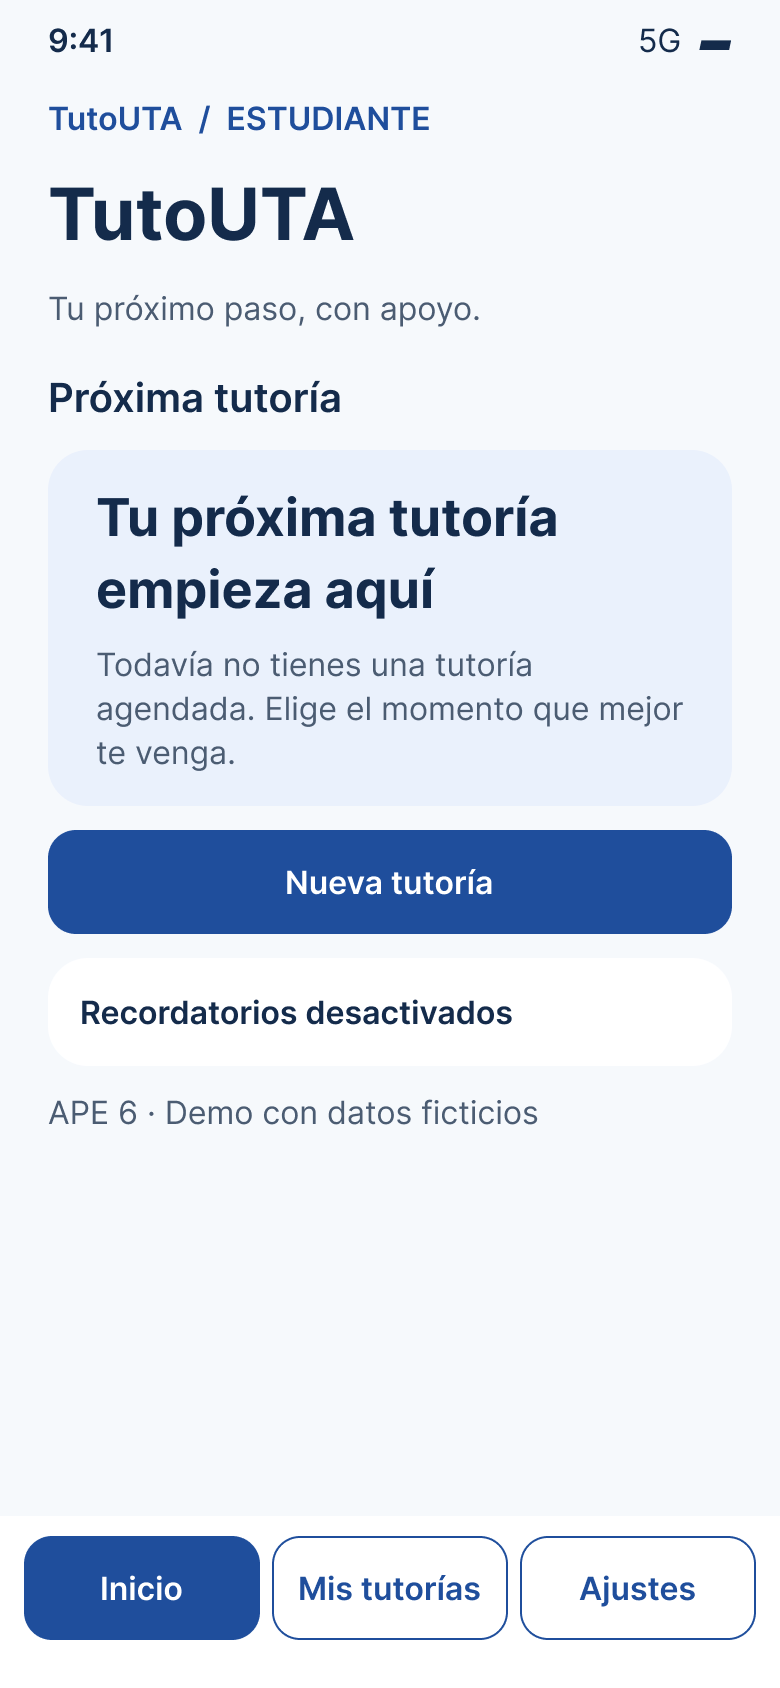 9:41 5G
TutoUTA / ESTUDIANTE
TutoUTA
Tu próximo paso, con apoyo.
Próxima tutoría
Tu próxima tutoría
empieza aquí
Todavía no tienes una tutoría
agendada. Elige el momento que mejor
te venga.
Nueva tutoría
Recordatorios desactivados
APE 6 · Demo con datos ficticios
Inicio Mis tutorías Ajustes